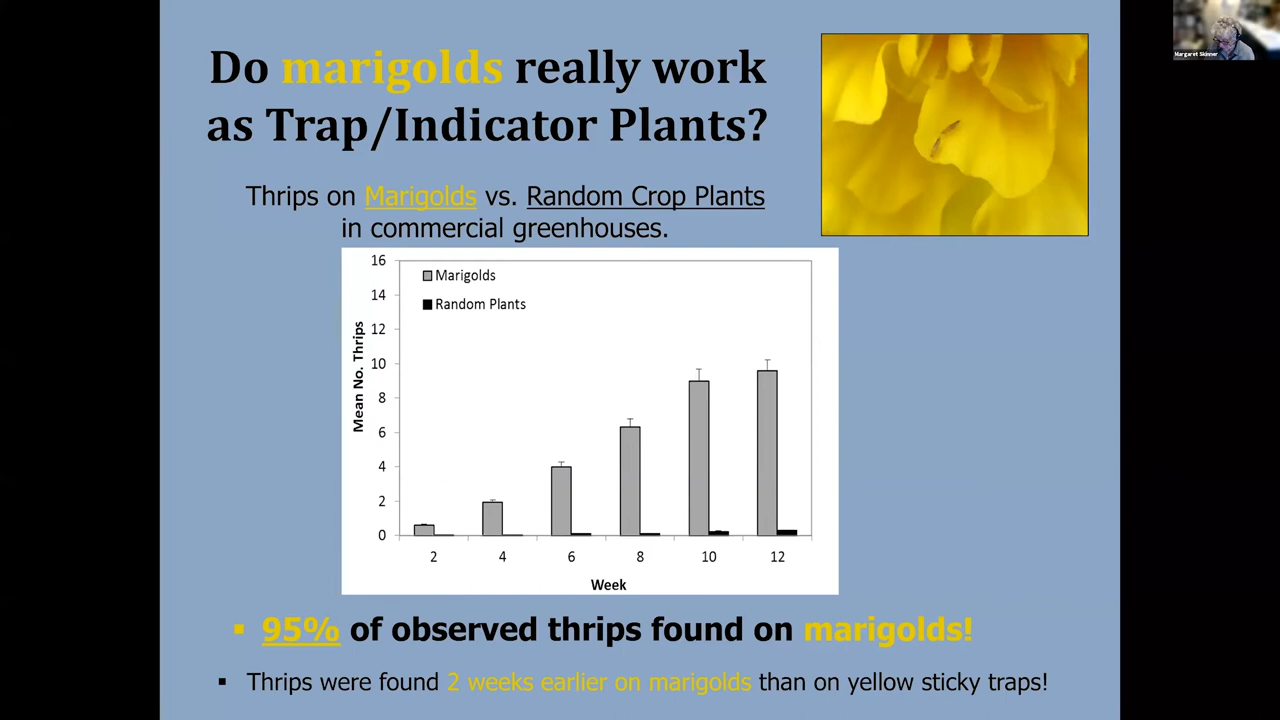 Do marigolds really work
as Trap/Indicator Plants?
Margaret Skinner
Thrips on Marigolds vs. Random Crop Plants
in commercial greenhouses.
16
14
12
10
8
6
4
2
0
Mean No. Thrips
Marigolds
Random Plants
2 4 6 8 10 12
Week
▪ 95% of observed thrips found on marigolds!
▪ Thrips were found 2 weeks earlier on marigolds than on yellow sticky traps!